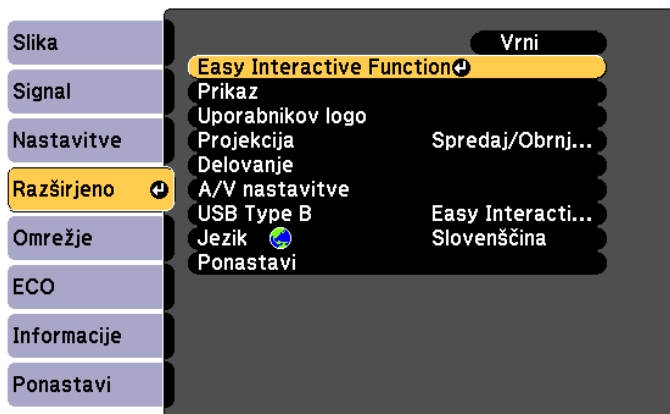 Slika
Signal
Nastavitve
Razširjeno
Omrežje
ECO
Informacije
Ponastavi
Vrni
Easy Interactive Function
Prikaz
Uporabnikov logo
Projekcija Spredaj/Obrnj...
Delovanje
A/V nastavitve
USB Type B Easy Interacti...
Jezik Slovenščina
Ponastavi